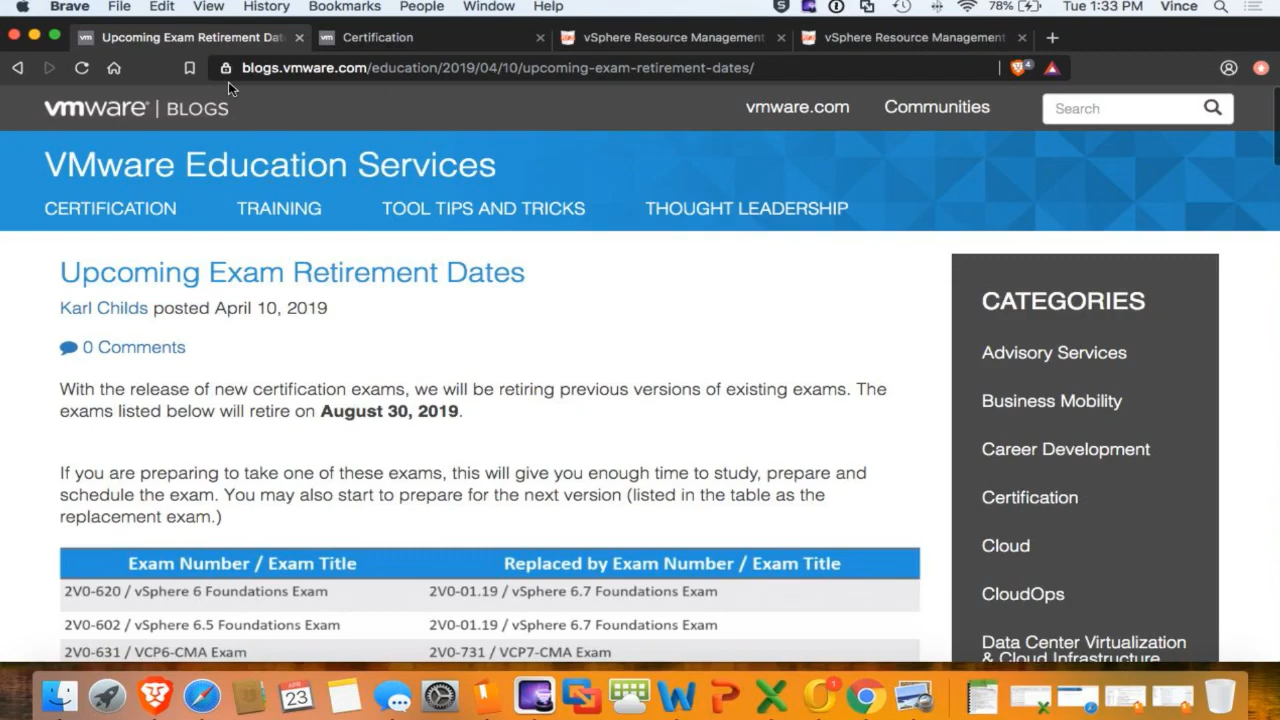 Brave File Edit View History Bookmarks People Window Help 78% Tue 1:33 PM Vince
vm Upcoming Exam Retirement Dat vm Certification vSphere Resource Management vSphere Resource Management
blogs.vmware.com/education/2019/04/10/upcoming-exam-retirement-dates/ 4
vmware | BLOGS vmware.com Communities Search
VMware Education Services
CERTIFICATION TRAINING TOOL TIPS AND TRICKS THOUGHT LEADERSHIP
Upcoming Exam Retirement Dates
Karl Childs posted April 10, 2019
0 Comments
With the release of new certification exams, we will be retiring previous versions of existing exams. The
exams listed below will retire on August 30, 2019.
If you are preparing to take one of these exams, this will give you enough time to study, prepare and
schedule the exam. You may also start to prepare for the next version (listed in the table as the
replacement exam.)
Exam Number / Exam Title Replaced by Exam Number / Exam Title
2V0-620 / vSphere 6 Foundations Exam 2V0-01.19 / vSphere 6.7 Foundations Exam
2V0-602 / vSphere 6.5 Foundations Exam 2V0-01.19 / vSphere 6.7 Foundations Exam
2V0-631 / VCP6-CMA Exam 2V0-731 / VCP7-CMA Exam
CATEGORIES
Advisory Services
Business Mobility
Career Development
Certification
Cloud
CloudOps
Data Center Virtualization
& Cloud Infrastructure
APR
23
1